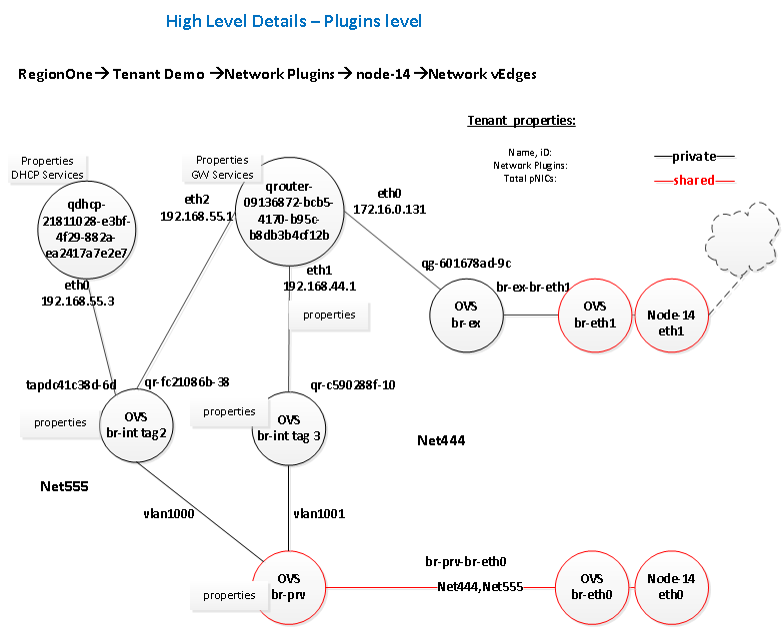 High Level Details – Plugins level
RegionOne→ Tenant Demo →Network Plugins→ node-14 →Network vEdges
Tenant properties:
Name, iD:
Network Plugins:
Total pNICs:
private
shared
Properties
DHCP Services
qdhcp-
21811028-e3bf-
4f29-882a-
ea2417a7e2e7
eth0
192.168.55.3
Properties
GW Services
eth2
192.168.55.1
qrouter-
09136872-bcb5-
4170-b95c-
b8db3b4cf12b
eth0
172.16.0.131
eth1
192.168.44.1
properties
qg-601678ad-9c
OVS
br-ex
br-ex-br-eth1
OVS
br-eth1
Node-14
eth1
tapdc41c38d-6d
qr-fc21086b-38
qr-c590288f-10
properties
OVS
br-int tag2
properties
OVS
br-int tag 3
Net444
Net555
vlan1000
vlan1001
properties
OVS
br-prv
br-prv-br-eth0
Net444,Net555
OVS
br-eth0
Node-14
eth0